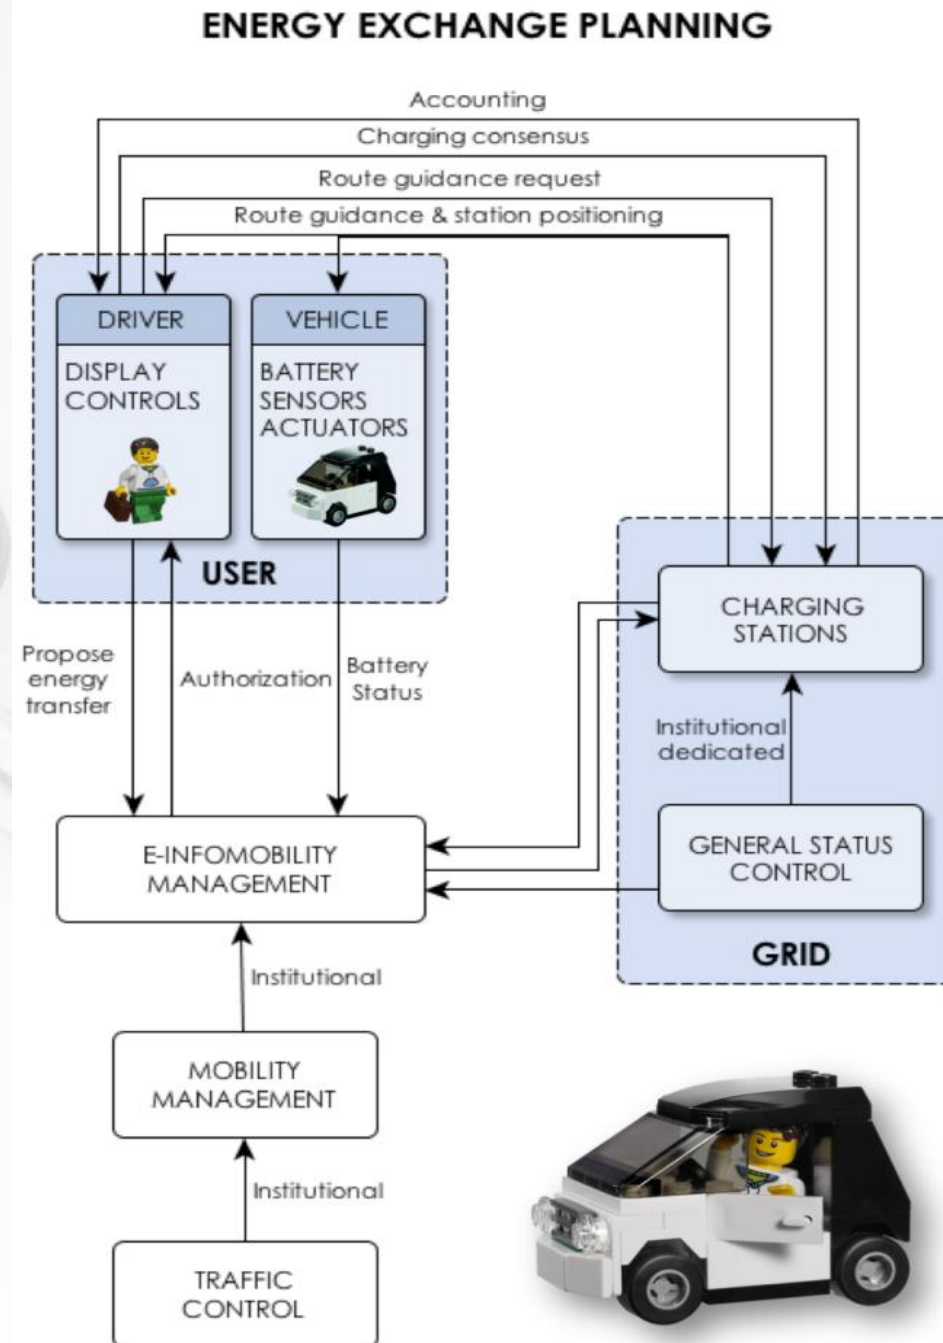 ENERGY EXCHANGE PLANNING
Accounting
Charging consensus
Route guidance request
Route guidance & station positioning
DRIVER
DISPLAY
CONTROLS
VEHICLE
BATTERY
SENSORS
ACTUATORS
USER
CHARGING
STATIONS
Propose
energy
transfer
Authorization
Battery
Status
Institutional
dedicated
E-INFOMOBILITY
MANAGEMENT
GENERAL STATUS
CONTROL
GRID
Institutional
MOBILITY
MANAGEMENT
Institutional
TRAFFIC
CONTROL